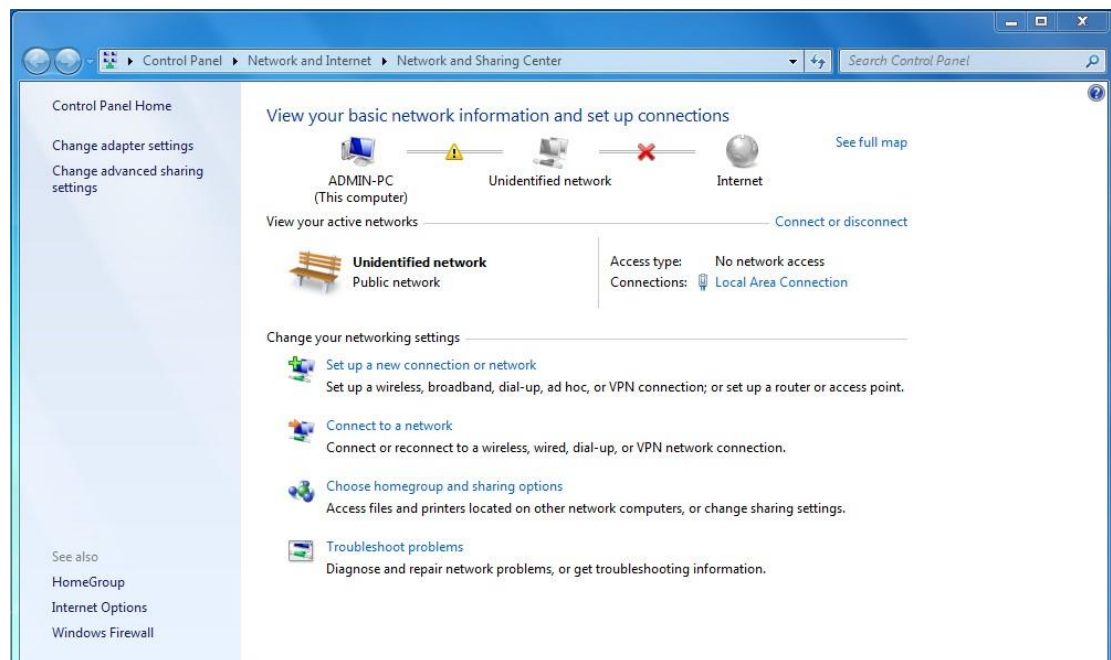 Control Panel ▸ Network and Internet ▸ Network and Sharing Center
Search Control Panel
Control Panel Home
Change adapter settings
Change advanced sharing
settings
View your basic network information and set up connections
See full map
ADMIN-PC
(This computer)
Unidentified network
Internet
View your active networks
Connect or disconnect
Unidentified network
Public network
Access type: No network access
Connections: Local Area Connection
Change your networking settings
Set up a new connection or network
Set up a wireless, broadband, dial-up, ad hoc, or VPN connection; or set up a router or access point.
Connect to a network
Connect or reconnect to a wireless, wired, dial-up, or VPN network connection.
Choose homegroup and sharing options
Access files and printers located on other network computers, or change sharing settings.
Troubleshoot problems
Diagnose and repair network problems, or get troubleshooting information.
See also
HomeGroup
Internet Options
Windows Firewall